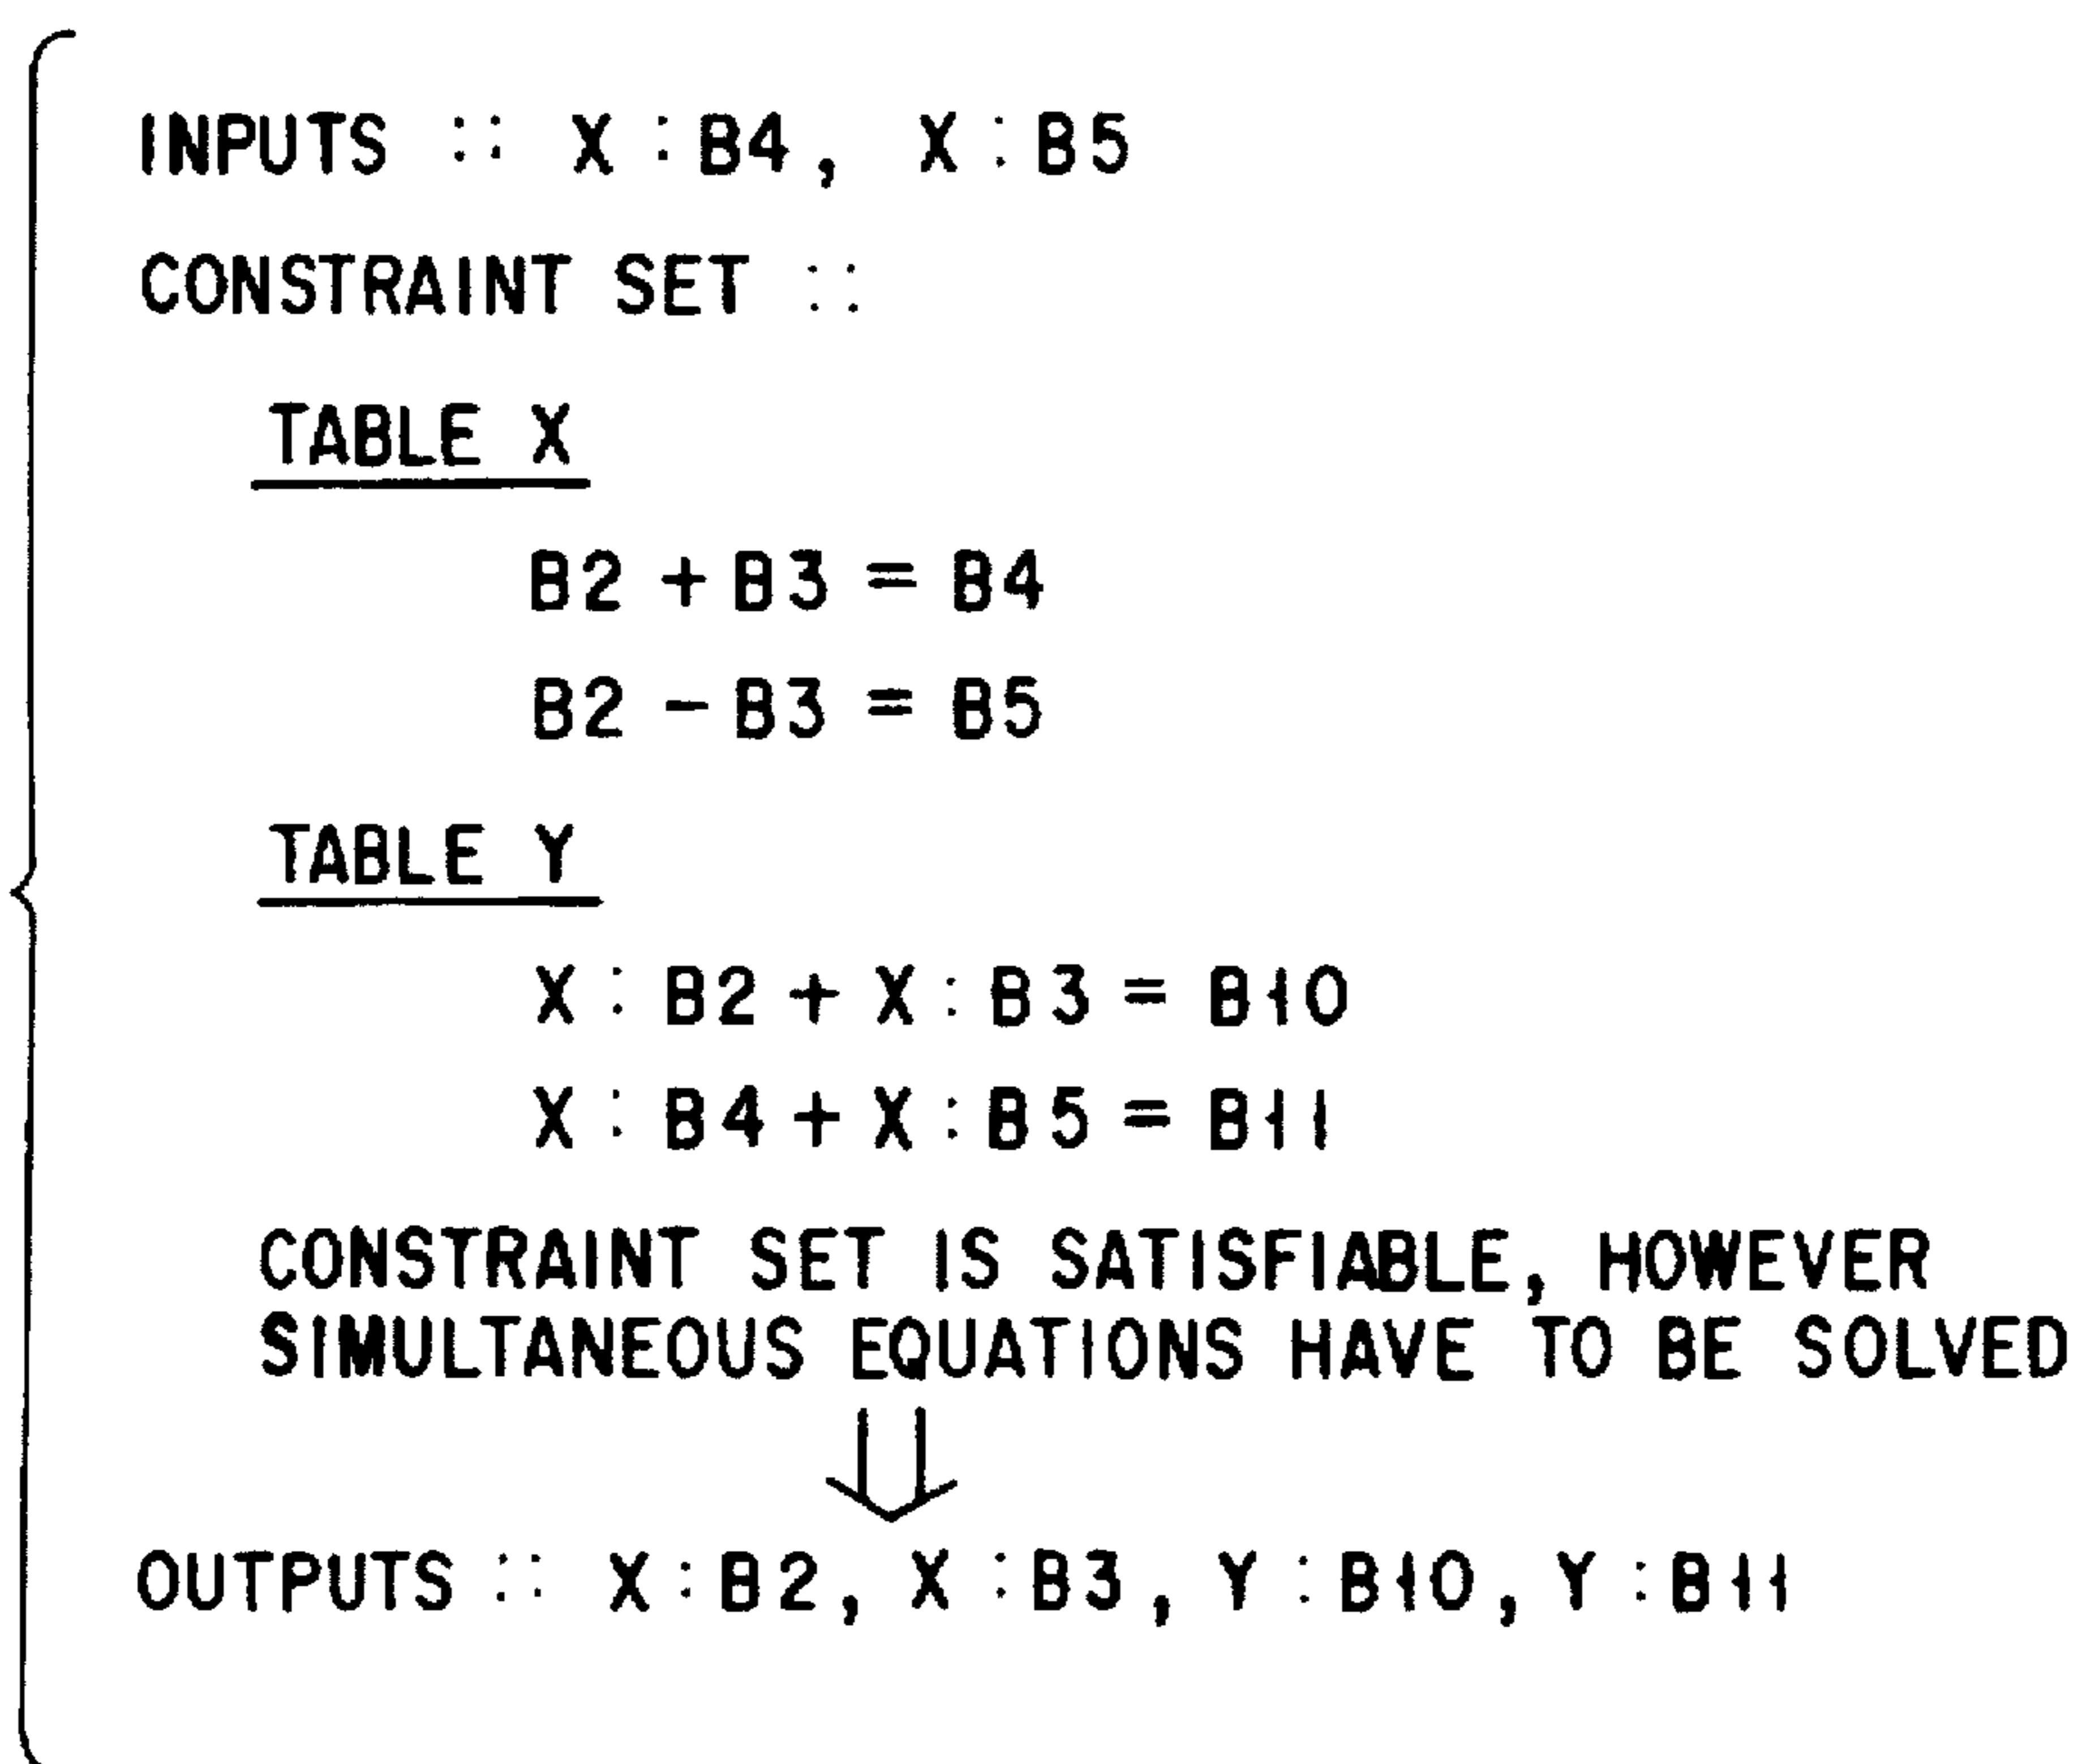 INPUTS :: X:B4, X:B5
CONSTRAINT SET ::
TABLE X
B2 + B3 = B4
B2 - B3 = B5
TABLE Y
X:B2 + X:B3 = B10
X:B4 + X:B5 = B11
CONSTRAINT SET IS SATISFIABLE, HOWEVER
SIMULTANEOUS EQUATIONS HAVE TO BE SOLVED
OUTPUTS :: X:B2, X:B3, Y:B10, Y:B11